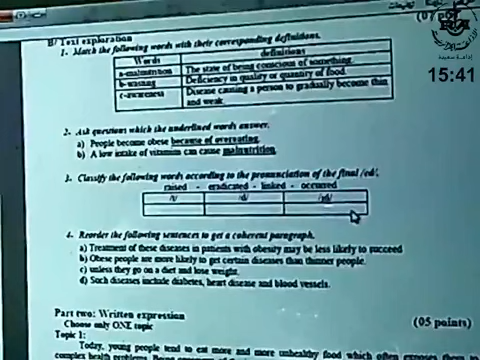 (07 pts)
B/ Text exploration
1. Match the following words with their corresponding definitions.
Words definitions
a-malnutrition The state of being conscious of something.
b-wasting Deficiency in quality or quantity of food.
c-awareness Disease causing a person to gradually become thin and weak.
15:41
2. Ask questions which the underlined words answer.
a) People become obese because of overeating.
b) A low intake of vitamins can cause malnutrition.
3. Classify the following words according to the pronunciation of the final /ed/.
raised - eradicated - linked - occurred
/t/ /d/ /ɪd/
4. Reorder the following sentences to get a coherent paragraph.
a) Treatment of these diseases in patients with obesity may be less likely to succeed
b) Obese people are more likely to get certain diseases than thinner people.
c) unless they go on a diet and lose weight.
d) Such diseases include diabetes, heart disease and blood vessels.
Part two: Written expression (05 points)
Choose only ONE topic
Topic 1:
Today, young people tend to eat more and more unhealthy food which often exposes them to
complex health problems.